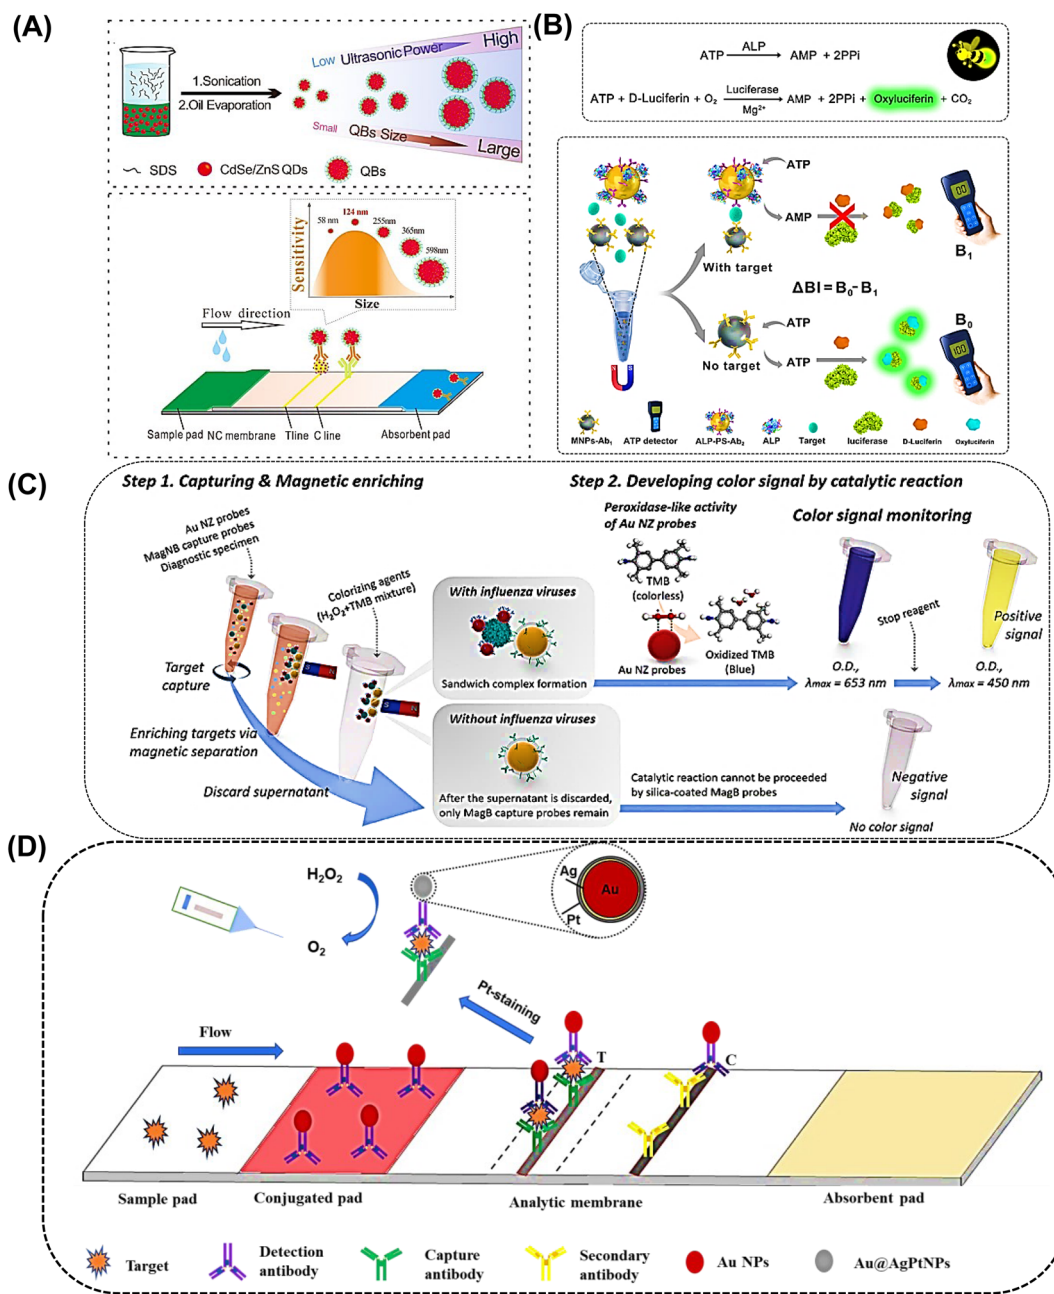 (A)
1.Sonication
2.Oil Evaporation
Low Ultrasonic Power High
Small QBs Size Large
SDS CdSe/ZnS QDs QBs
Sensitivity
58 nm
124 nm
255nm
365nm
598nm
Size
Flow direction
Sample pad NC membrane Tline C line Absorbent pad
(B)
ATP ALP AMP + 2PPi
ATP + D-Luciferin + O₂ Luciferase Mg²⁺ AMP + 2PPi + Oxyluciferin + CO₂
ATP
AMP
With target
B₁
ΔBI = B₀-B₁
No target
ATP
ATP
B₀
MNPs-Ab₁ ATP detector ALP-PS-Ab₂ ALP Target luciferase D-Luciferin Oxyluciferin
(C)
Step 1. Capturing & Magnetic enriching
Au NZ probes
MagNB capture probes
Diagnostic specimen
Colorizing agents
(H₂O₂+TMB mixture)
Target
capture
Enriching targets via
magnetic separation
Discard supernatant
With influenza viruses
Sandwich complex formation
Without influenza viruses
After the supernatant is discarded,
only MagB capture probes remain
Step 2. Developing color signal by catalytic reaction
Peroxidase-like activity
of Au NZ probes
TMB
(colorless)
Au NZ probes
Oxidized TMB
(Blue)
Color signal monitoring
Stop reagent
Positive
signal
O.D.,
λmax = 653 nm
O.D.,
λmax = 450 nm
Catalytic reaction cannot be proceeded
by silica-coated MagB probes
Negative
signal
No color signal
(D)
H₂O₂
O₂
Ag
Au
Pt
Pt-staining
Flow
T
C
Sample pad Conjugated pad Analytic membrane Absorbent pad
Target
Detection
antibody
Capture
antibody
Secondary
antibody
Au NPs
Au@AgPtNPs